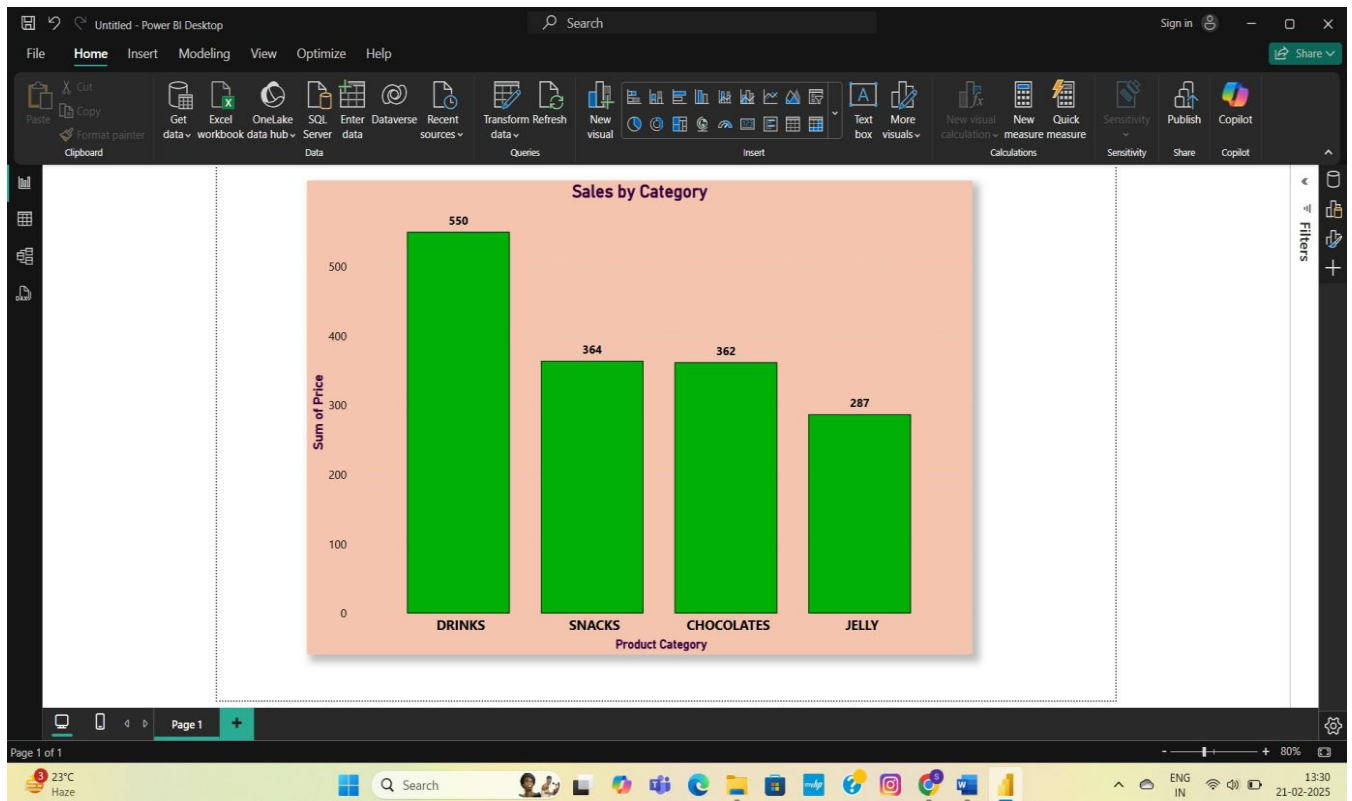 Untitled - Power BI Desktop
Search
Sign in
File Home Insert Modeling View Optimize Help
Share
Paste
Cut
Copy
Format painter
Clipboard
Get data
Excel workbook
OneLake data hub
SQL Server
Enter data
Dataverse
Recent sources
Data
Transform data
Refresh
Queries
New visual
Text box
More visuals
Insert
New visual calculation
New measure
Quick measure
Calculations
Sensitivity
Sensitivity
Publish
Share
Copilot
Copilot
Filters
Sales by Category
Sum of Price
550
500
400
364
362
300
287
200
100
0
DRINKS SNACKS CHOCOLATES JELLY
Product Category
Page 1
Page 1 of 1
- + 80%
3
23°C
Haze
Search
ENG
IN
13:30
21-02-2025